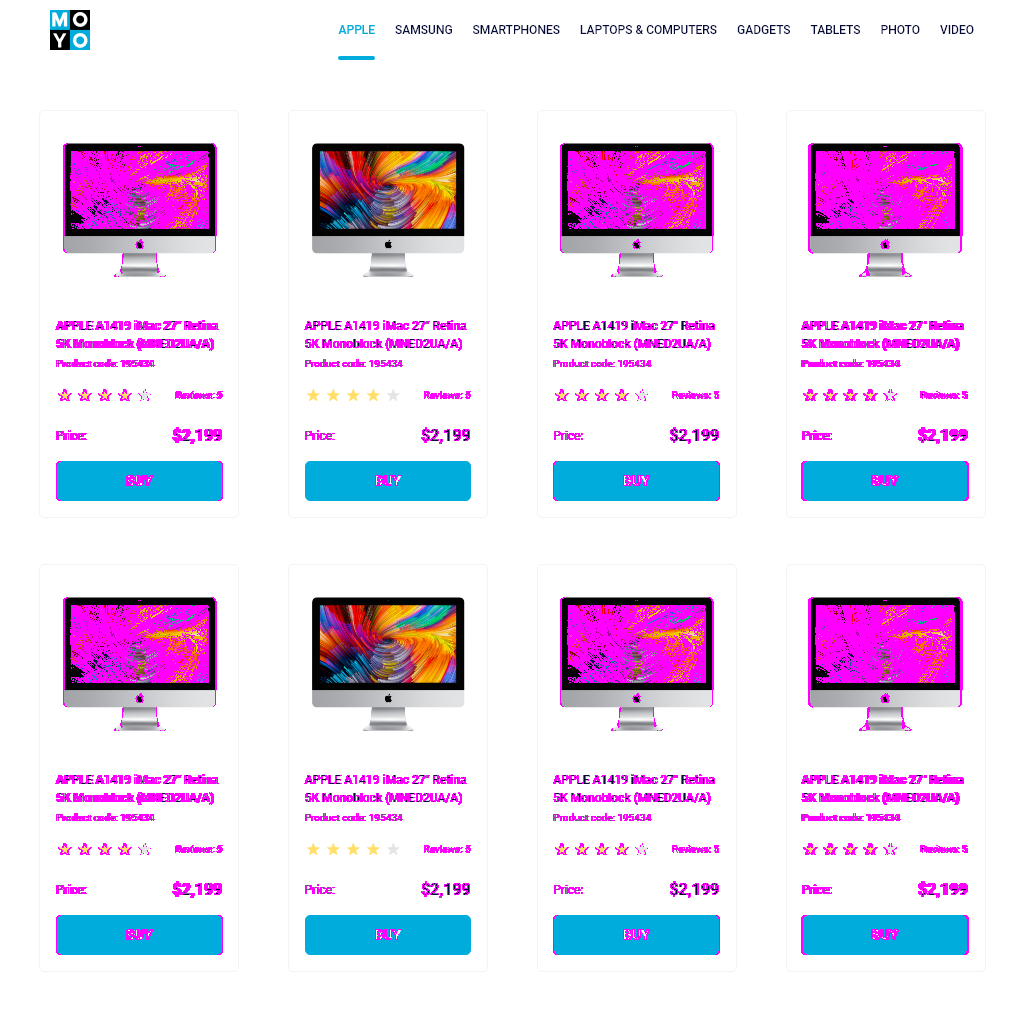 MO
YO
APPLE SAMSUNG SMARTPHONES LAPTOPS & COMPUTERS GADGETS TABLETS PHOTO VIDEO
APPLE A1419 iMac 27" Retina
5K Monoblock (MNED2UA/A)
Product code: 195434
Reviews: 5
Price: $2,199
BUY
APPLE A1419 iMac 27" Retina
5K Monoblock (MNED2UA/A)
Product code: 195434
Reviews: 5
Price: $2,199
BUY
APPLE A1419 iMac 27" Retina
5K Monoblock (MNED2UA/A)
Product code: 195434
Reviews: 5
Price: $2,199
BUY
APPLE A1419 iMac 27" Retina
5K Monoblock (MNED2UA/A)
Product code: 195434
Reviews: 5
Price: $2,199
BUY
APPLE A1419 iMac 27" Retina
5K Monoblock (MNED2UA/A)
Product code: 195434
Reviews: 5
Price: $2,199
BUY
APPLE A1419 iMac 27" Retina
5K Monoblock (MNED2UA/A)
Product code: 195434
Reviews: 5
Price: $2,199
BUY
APPLE A1419 iMac 27" Retina
5K Monoblock (MNED2UA/A)
Product code: 195434
Reviews: 5
Price: $2,199
BUY
APPLE A1419 iMac 27" Retina
5K Monoblock (MNED2UA/A)
Product code: 195434
Reviews: 5
Price: $2,199
BUY